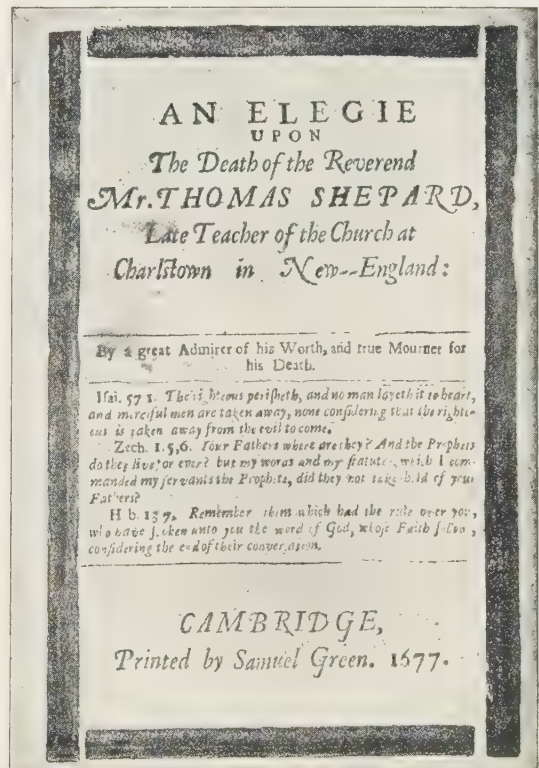 AN ELEGIE
UPON
The Death of the Reverend
Mr. THOMAS SHEPARD,
Late Teacher of the Church at
Charlstown in New--England:
By a great Admirer of his Worth, and true Mourner for
his Death.
Isai. 57 1. The righteous perisheth, and no man layeth it to heart,
and merciful men are taken away, none considering that the righte-
ous is taken away from the evil to come.
Zech. 1.5,6. Your Fathers where are they? And the Prophets
do they live for ever? but my words and my statutes, which I com-
manded my servants the Prophets, did they not take hold of your
Fathers?
H b. 13 7. Remember them which had the rule over you,
who have spoken unto you the word of God, whose Faith follow,
considering the end of their conversation.
CAMBRIDGE,
Printed by Samuel Green. 1677.